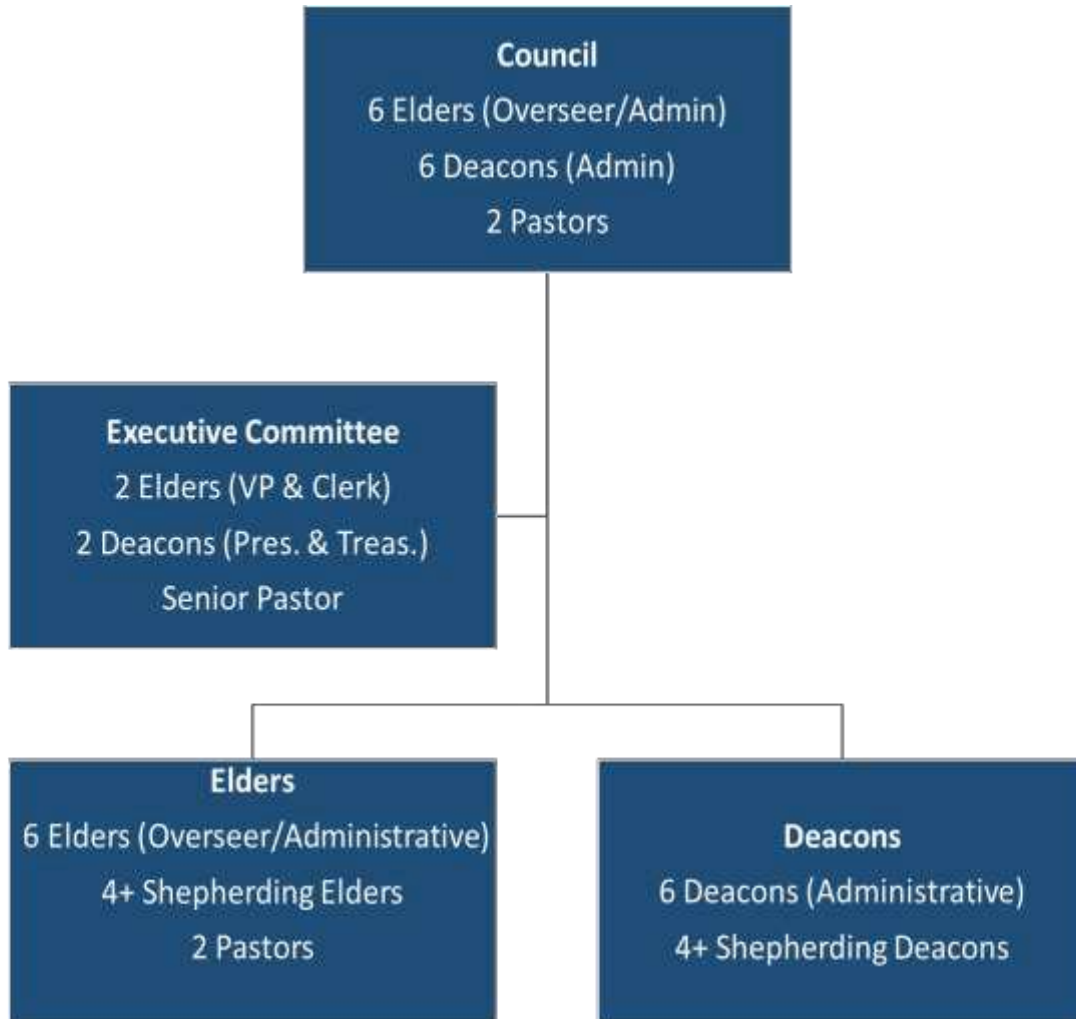 Council
6 Elders (Overseer/Admin)
6 Deacons (Admin)
2 Pastors
Executive Committee
2 Elders (VP & Clerk)
2 Deacons (Pres. & Treas.)
Senior Pastor
Elders
6 Elders (Overseer/Administrative)
4+ Shepherding Elders
2 Pastors
Deacons
6 Deacons (Administrative)
4+ Shepherding Deacons